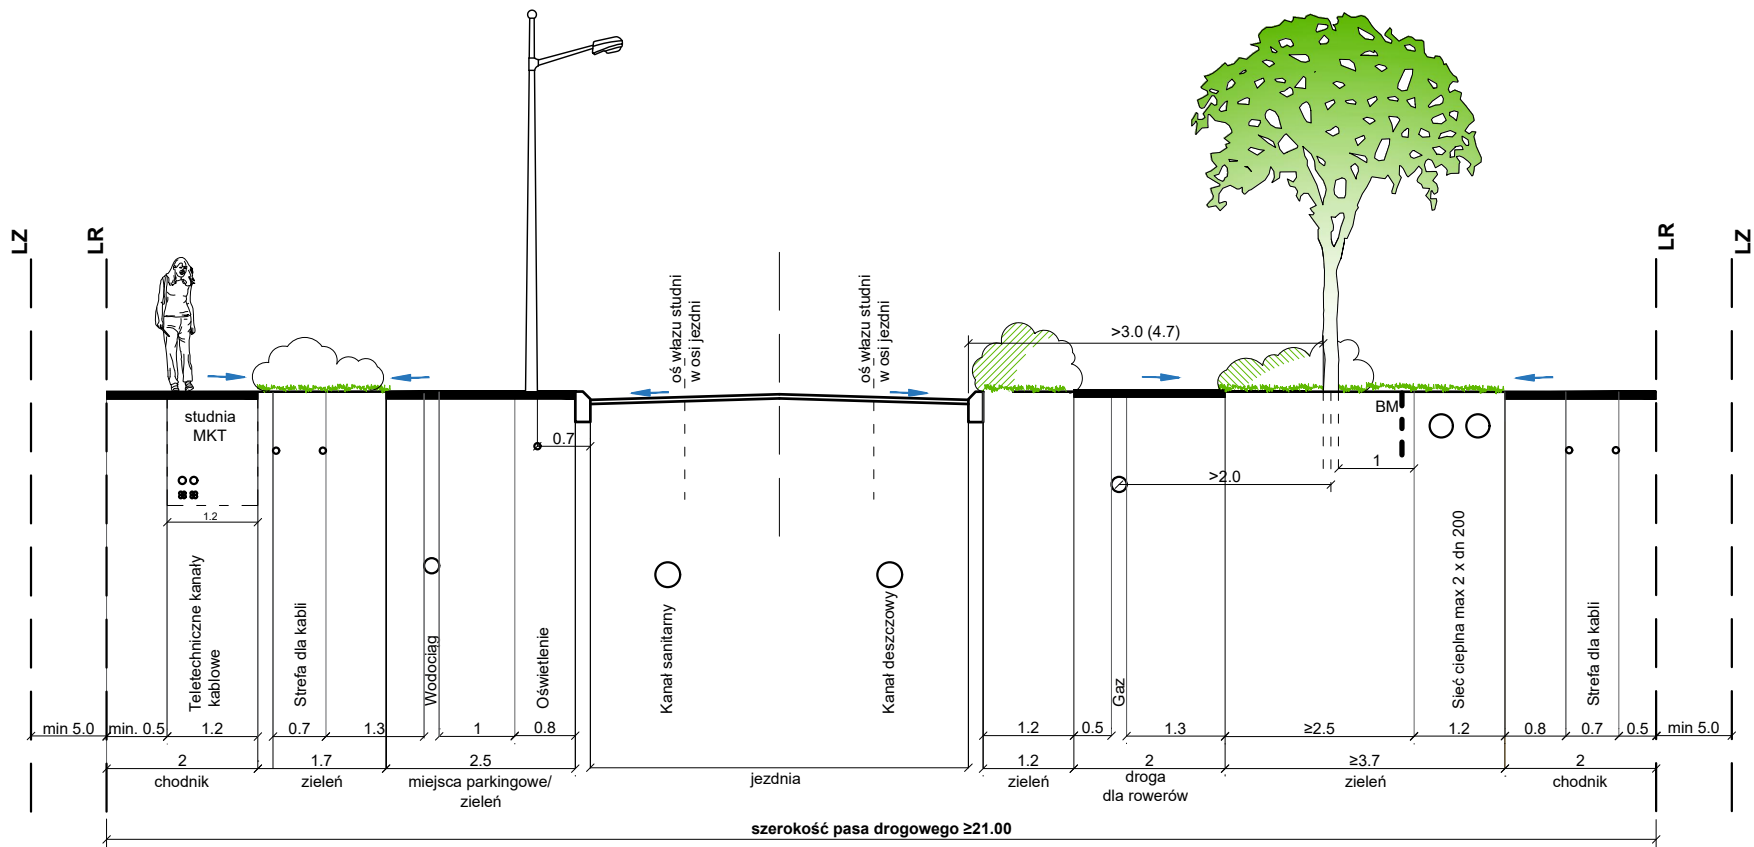 LZ
LR
LR
LZ
oś włazu studni
w osi jezdni
oś włazu studni
w osi jezdni
>3.0 (4.7)
studnia
MKT
BM
0.7
1
>2.0
1.2
Teletechniczne kanały
kablowe
Strefa dla kabli
Wodociąg
Oświetlenie
Kanał sanitarny
Kanał deszczowy
Gaz
Sieć cieplna max 2 x dn 200
Strefa dla kabli
min 5.0
min. 0.5
1.2
0.7
1.3
1
0.8
1.2
0.5
1.3
≥2.5
1.2
0.8
0.7
0.5
min 5.0
2
1.7
2.5
1.2
2
≥3.7
2
chodnik
zieleń
miejsca parkingowe/
zieleń
jezdnia
zieleń
droga
dla rowerów
zieleń
chodnik
szerokość pasa drogowego ≥21.00